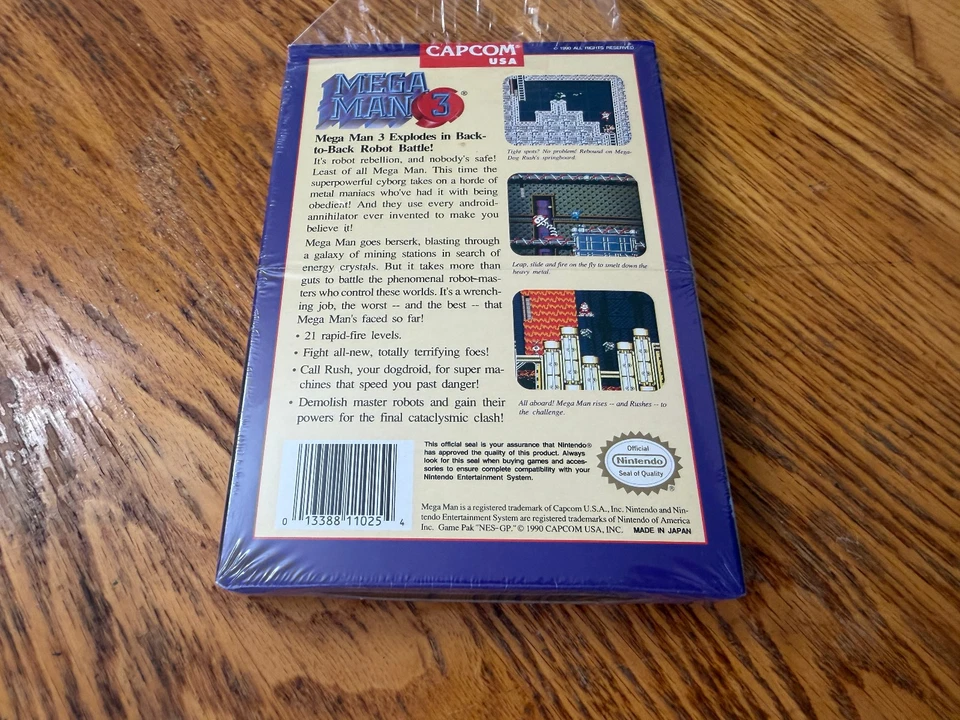 CAPCOM®
USA
© 1990 ALL RIGHTS RESERVED
MEGA
MAN 3®
Mega Man 3 Explodes in Back-
to-Back Robot Battle!
It's robot rebellion, and nobody's safe!
Least of all Mega Man. This time the
superpowerful cyborg takes on a horde of
metal maniacs who've had it with being
obedient! And they use every android-
annihilator ever invented to make you
believe it!
Mega Man goes berserk, blasting through
a galaxy of mining stations in search of
energy crystals. But it takes more than
guts to battle the phenomenal robot-mas-
ters who control these worlds. It's a wrench-
ing job, the worst -- and the best -- that
Mega Man's faced so far!
• 21 rapid-fire levels.
• Fight all-new, totally terrifying foes!
• Call Rush, your dogdroid, for super ma-
chines that speed you past danger!
• Demolish master robots and gain their
powers for the final cataclysmic clash!
Tight spots? No problem! Rebound on Mega-
Dog Rush's springboard.
Leap, slide and fire on the fly to smelt down the
heavy metal.
All aboard! Mega Man rises -- and Rushes -- to
the challenge.
This official seal is your assurance that Nintendo®
has approved the quality of this product. Always
look for this seal when buying games and acces-
sories to ensure complete compatibility with your
Nintendo Entertainment System.
Official
Nintendo
Seal of Quality
®
0 13388 11025 4
Mega Man is a registered trademark of Capcom U.S.A., Inc. Nintendo and Nin-
tendo Entertainment System are registered trademarks of Nintendo of America
Inc. Game Pak "NES-GP." © 1990 CAPCOM USA, INC. MADE IN JAPAN